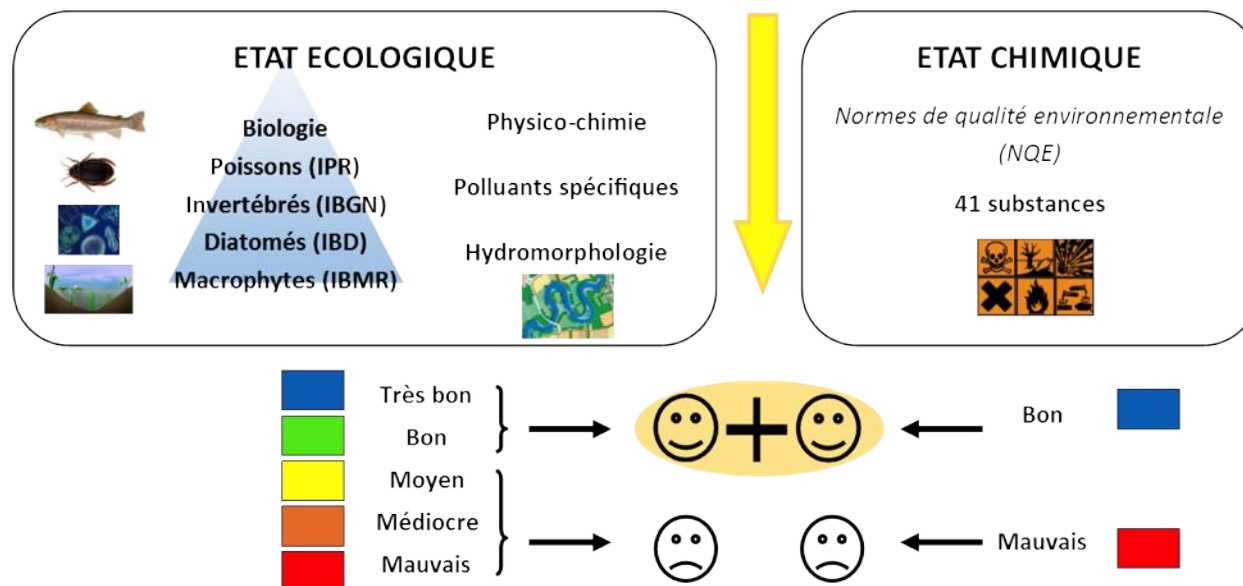 ETAT ECOLOGIQUE
Biologie
Poissons (IPR)
Invertébrés (IBGN)
Diatomés (IBD)
Macrophytes (IBMR)
Physico-chimie
Polluants spécifiques
Hydromorphologie
ETAT CHIMIQUE
Normes de qualité environnementale
(NQE)
41 substances
Très bon
Bon
Moyen
Médiocre
Mauvais
Bon
Mauvais